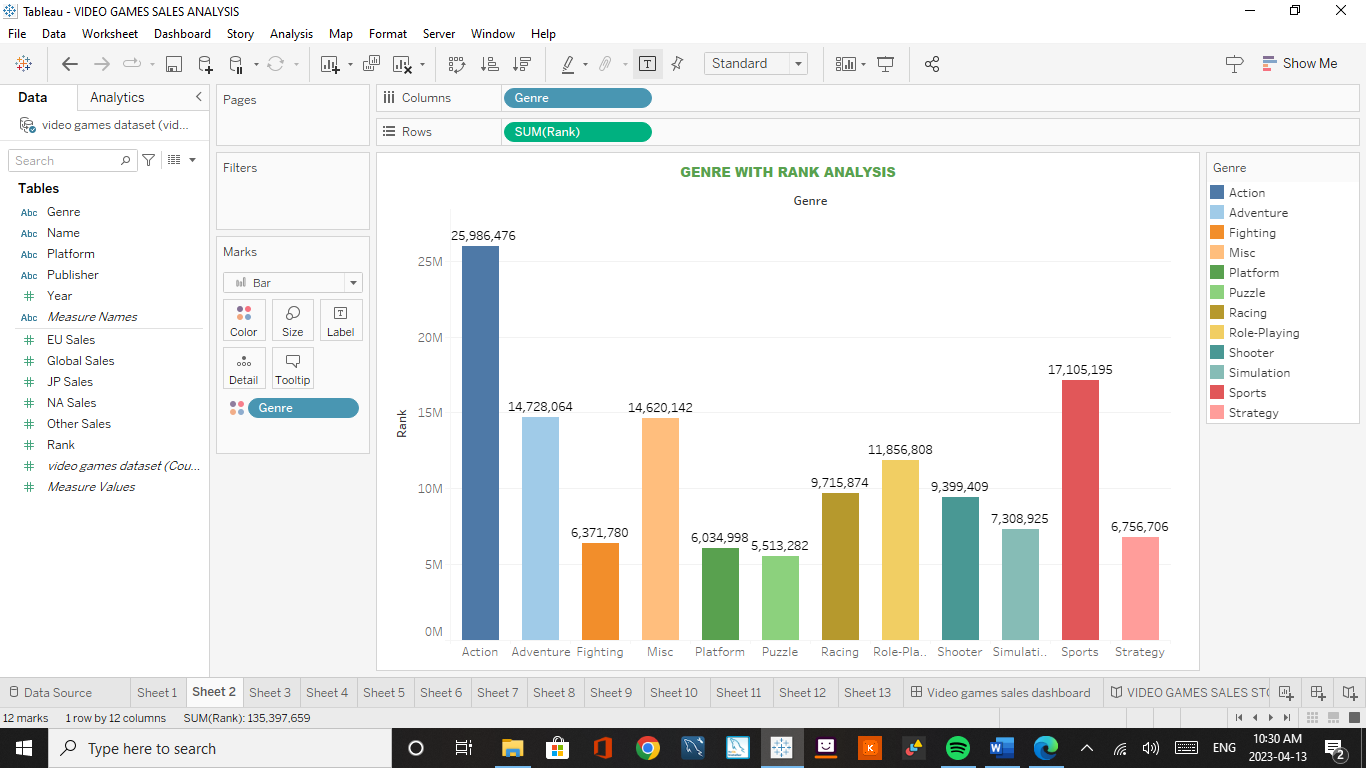 Tableau - VIDEO GAMES SALES ANALYSIS
File Data Worksheet Dashboard Story Analysis Map Format Server Window Help
Standard
Show Me
Data Analytics
video games dataset (vid...
Search
Tables
Abc Genre
Abc Name
Abc Platform
Abc Publisher
# Year
Abc Measure Names
# EU Sales
# Global Sales
# JP Sales
# NA Sales
# Other Sales
# Rank
# video games dataset (Cou...
# Measure Values
Pages
Filters
Marks
Bar
Color Size Label
Detail Tooltip
Genre
Columns Genre
Rows SUM(Rank)
GENRE WITH RANK ANALYSIS
Genre
Rank
25M
20M
15M
10M
5M
0M
25,986,476
14,728,064
6,371,780
14,620,142
6,034,998
5,513,282
9,715,874
11,856,808
9,399,409
7,308,925
17,105,195
6,756,706
Action Adventure Fighting Misc Platform Puzzle Racing Role-Pla.. Shooter Simulati.. Sports Strategy
Genre
Action
Adventure
Fighting
Misc
Platform
Puzzle
Racing
Role-Playing
Shooter
Simulation
Sports
Strategy
Data Source Sheet 1 Sheet 2 Sheet 3 Sheet 4 Sheet 5 Sheet 6 Sheet 7 Sheet 8 Sheet 9 Sheet 10 Sheet 11 Sheet 12 Sheet 13 Video games sales dashboard VIDEO GAMES SALES STO
12 marks 1 row by 12 columns SUM(Rank): 135,397,659
Type here to search
ENG
10:30 AM
2023-04-13
2